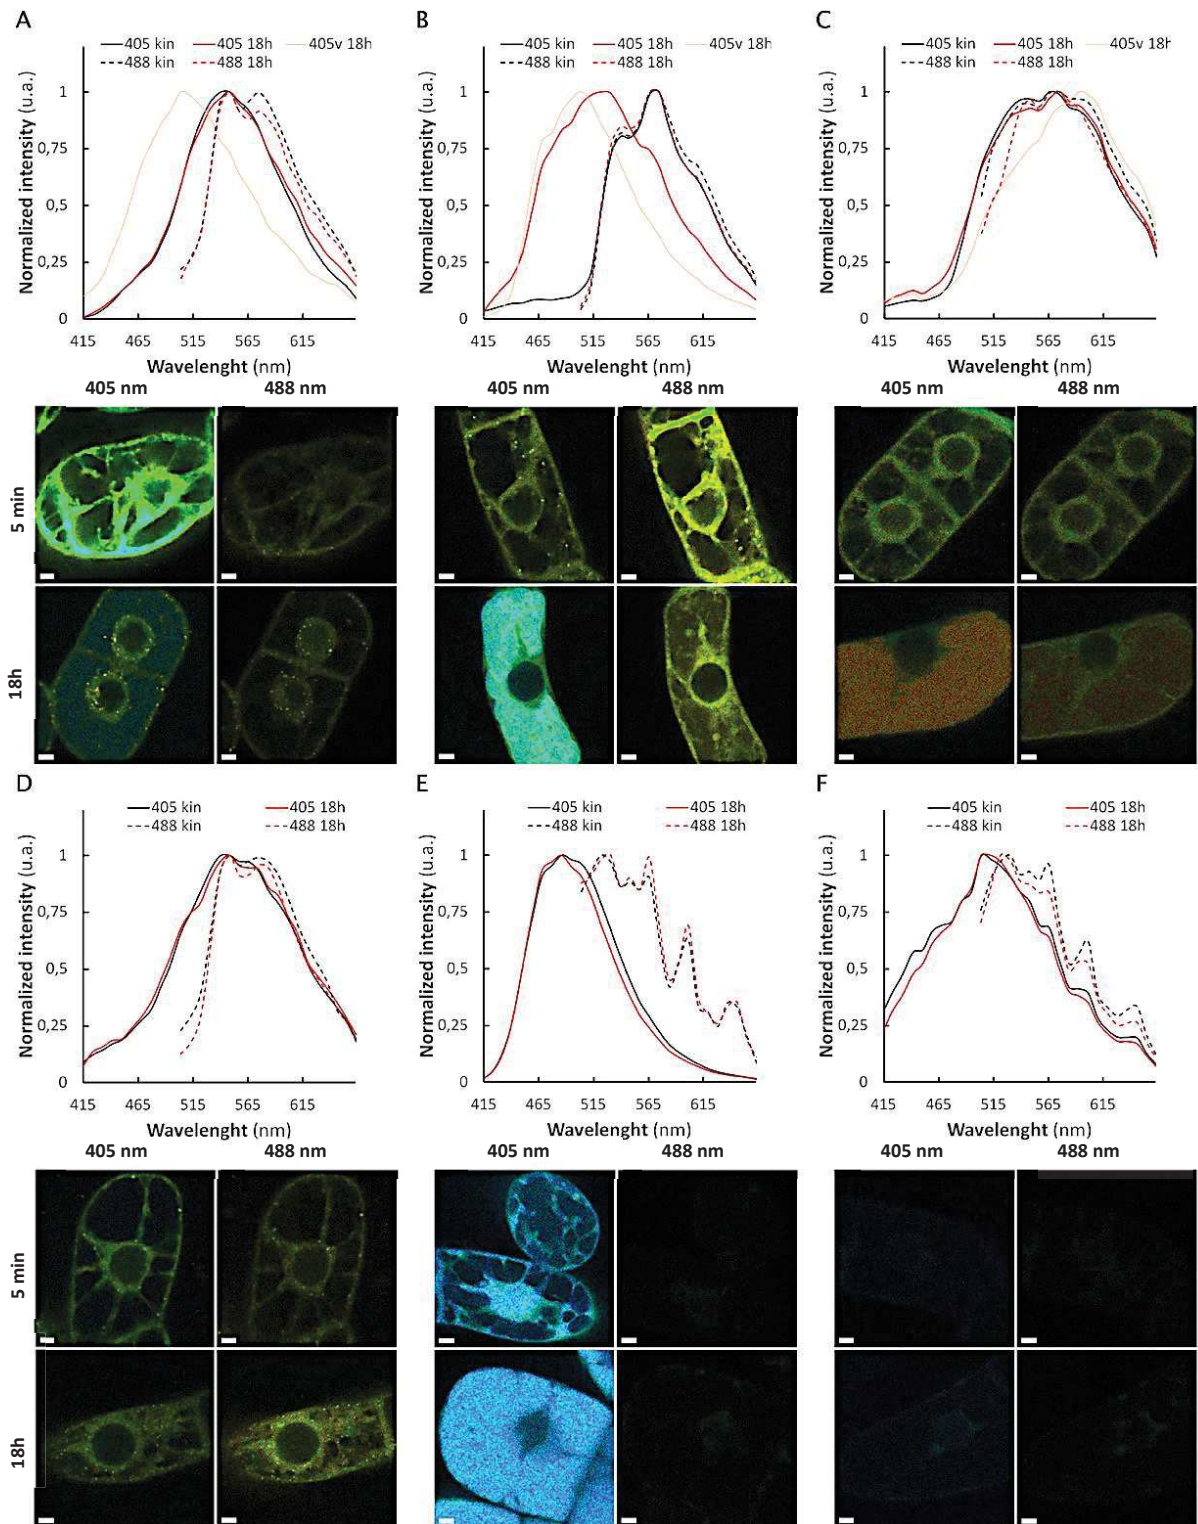 A
405 kin 405 18h 405v 18h
488 kin 488 18h
Normalized intensity (u.a.)
1
0,75
0,5
0,25
0
415 465 515 565 615
Wavelenght (nm)
405 nm 488 nm
5 min
18h
B
405 kin 405 18h 405v 18h
488 kin 488 18h
Normalized intensity (u.a.)
1
0,75
0,5
0,25
0
415 465 515 565 615
Wavelenght (nm)
405 nm 488 nm
C
405 kin 405 18h 405v 18h
488 kin 488 18h
Normalized intensity (u.a.)
1
0,75
0,5
0,25
0
415 465 515 565 615
Wavelenght (nm)
405 nm 488 nm
D
405 kin 405 18h
488 kin 488 18h
Normalized intensity (u.a.)
1
0,75
0,5
0,25
0
415 465 515 565 615
Wavelenght (nm)
405 nm 488 nm
5 min
18h
E
405 kin 405 18h
488 kin 488 18h
Normalized intensity (u.a.)
1
0,75
0,5
0,25
0
415 465 515 565 615
Wavelenght (nm)
405 nm 488 nm
F
405 kin 405 18h
488 kin 488 18h
Normalized intensity (u.a.)
1
0,75
0,5
0,25
0
415 465 515 565 615
Wavelenght (nm)
405 nm 488 nm